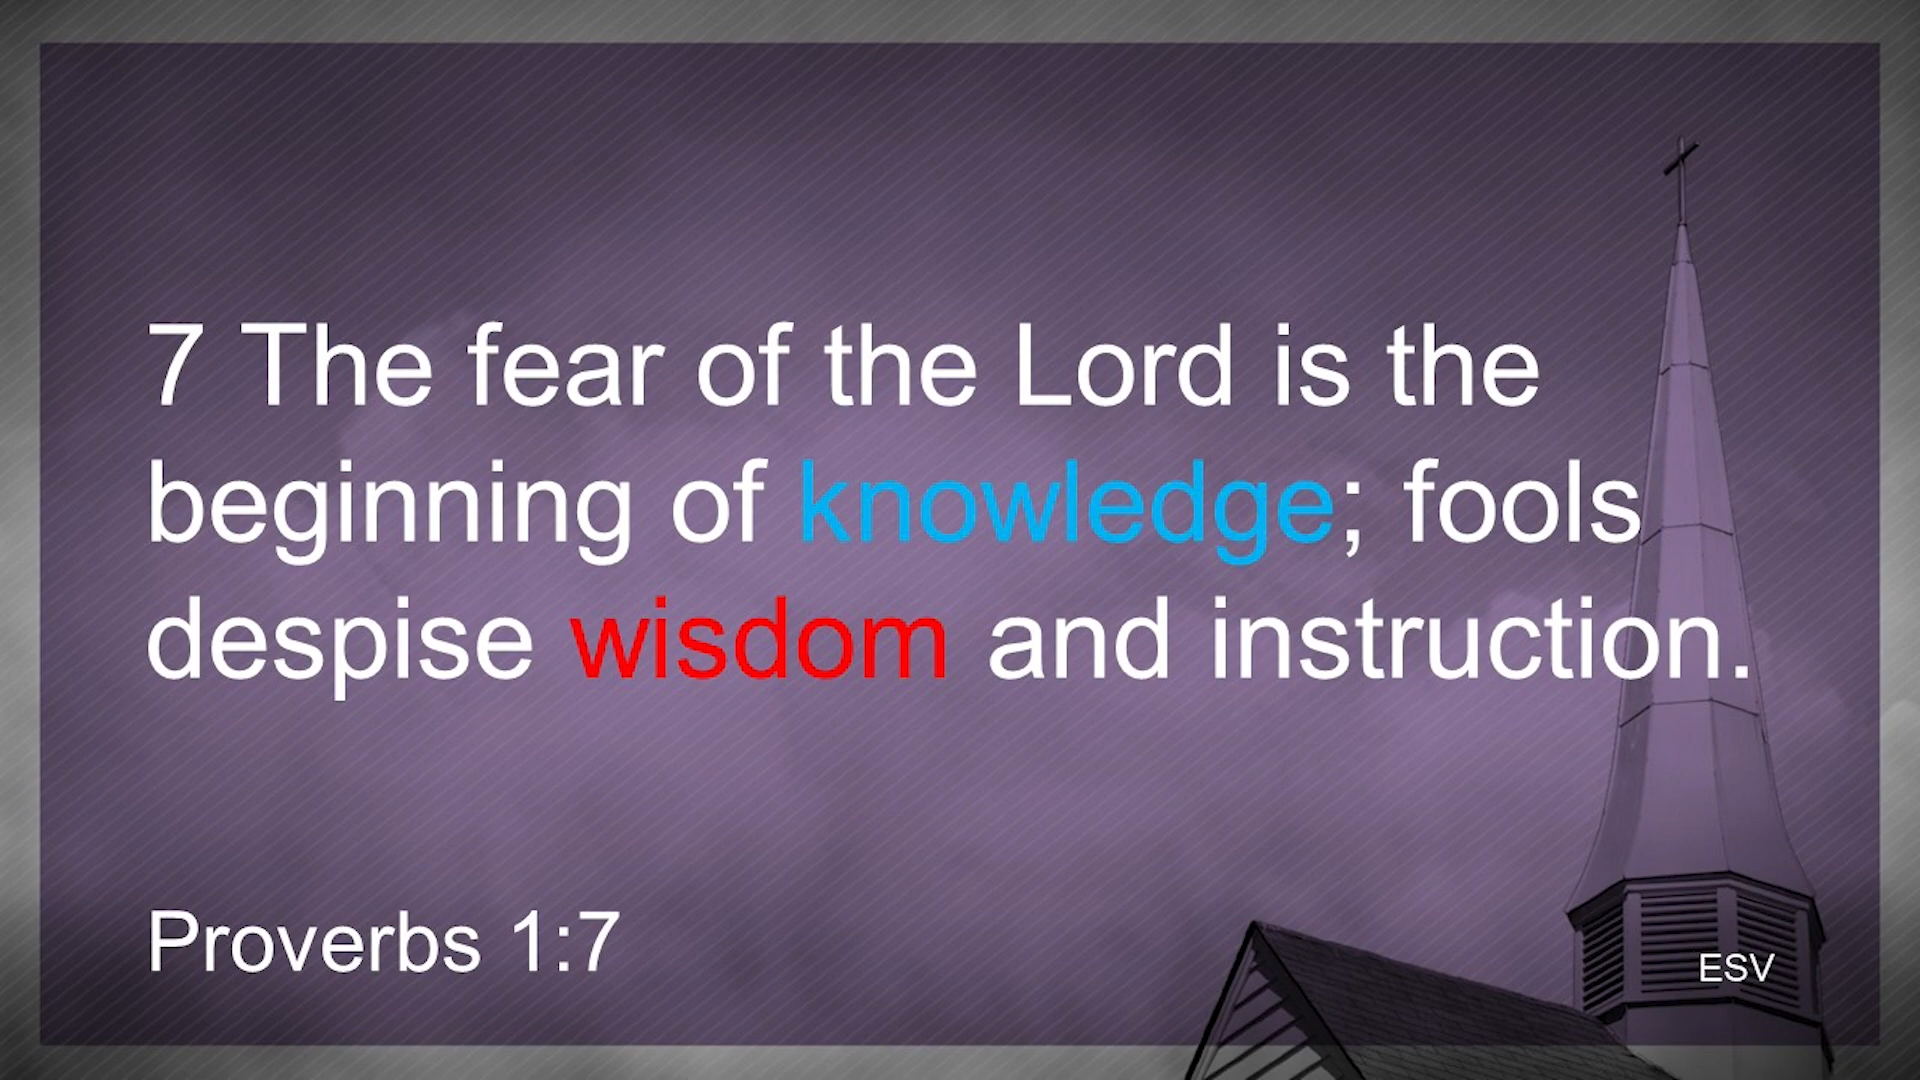 7 The fear of the Lord is the
beginning of knowledge; fools
despise wisdom and instruction.
Proverbs 1:7
ESV